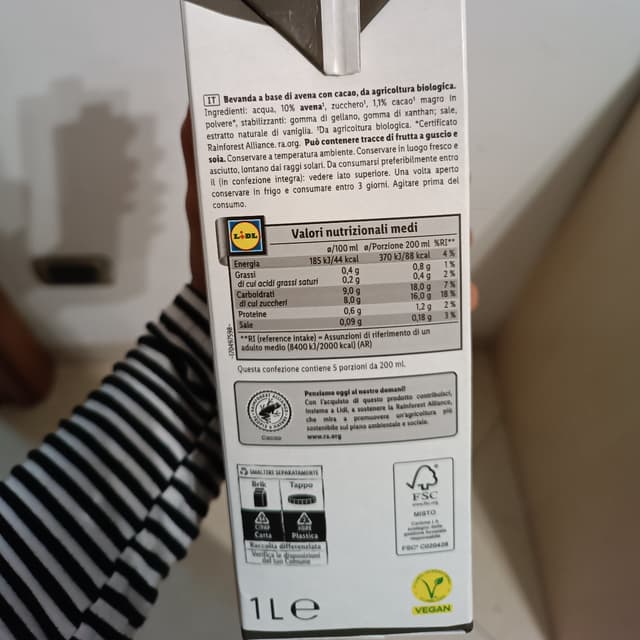 IT Bevanda a base di avena con cacao, da agricoltura biologica.
Ingredienti: acqua, 10% avena¹, zucchero¹, 1,1% cacao¹ magro in
polvere*, stabilizzanti: gomma di gellano, gomma di xanthan; sale,
estratto naturale di vaniglia. ¹Da agricoltura biologica. *Certificato
Rainforest Alliance. ra.org. Può contenere tracce di frutta a guscio e
soia. Conservare a temperatura ambiente. Conservare in luogo fresco e
asciutto, lontano dai raggi solari. Da consumarsi preferibilmente entro
il (in confezione integra): vedere lato superiore. Una volta aperto
conservare in frigo e consumare entro 3 giorni. Agitare prima del
consumo.
LIDL
Valori nutrizionali medi
ø/100 ml ø/Porzione 200 ml %RI**
Energia 185 kJ/44 kcal 370 kJ/88 kcal 4 %
Grassi 0,4 g 0,8 g 1 %
di cui acidi grassi saturi 0,2 g 0,4 g 2 %
Carboidrati 9,0 g 18,0 g 7 %
di cui zuccheri 8,0 g 16,0 g 18 %
Proteine 0,6 g 1,2 g 2 %
Sale 0,09 g 0,18 g 3 %
**RI (reference intake) = Assunzioni di riferimento di un
adulto medio (8400 kJ/2000 kcal) (AR)
Questa confezione contiene 5 porzioni da 200 ml.
Pensiamo oggi al nostro domani!
Con l'acquisto di questo prodotto contribuisci,
insieme a Lidl, a sostenere la Rainforest Alliance,
che mira a promuovere un'agricoltura più
sostenibile sul piano ambientale e sociale.
www.ra.org
Cacao
SMALTIRE SEPARATAMENTE
Brik Tappo
C/PAP
Carta Plastica
Raccolta differenziata
Verifica le disposizioni
del tuo Comune
FSC
www.fsc.org
MISTO
FSC® C020428
1 L e
V
VEGAN